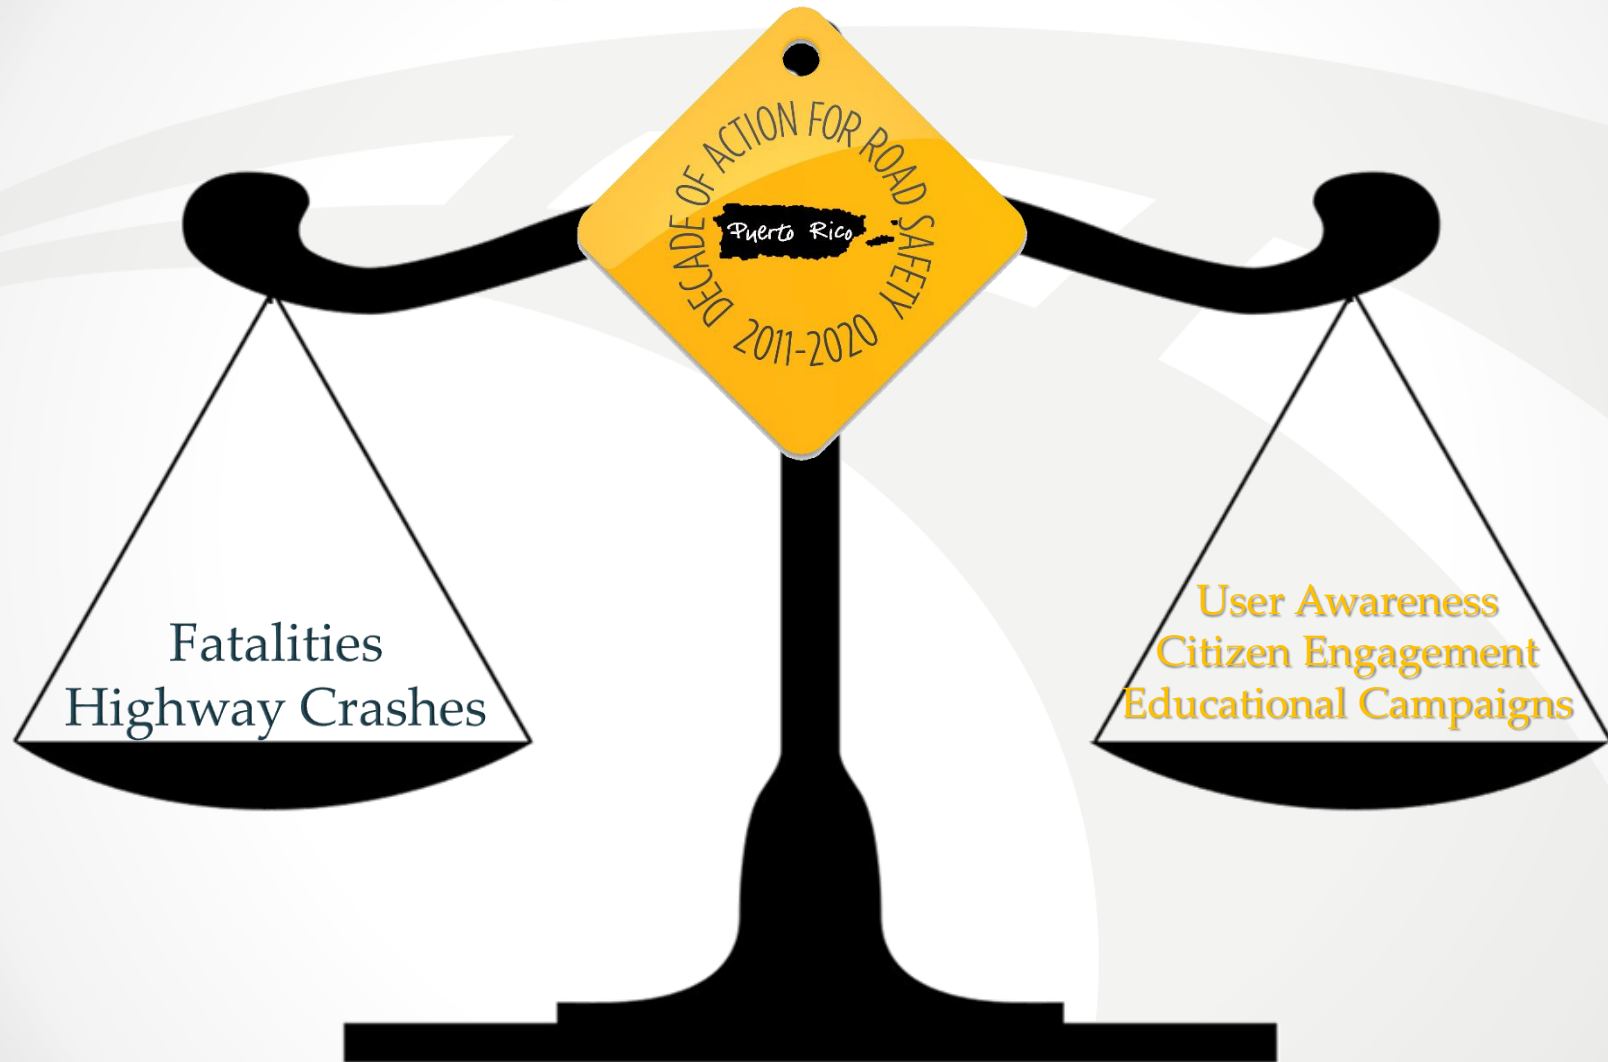 DECADE OF ACTION FOR ROAD SAFETY
Puerto Rico
2011-2020
Fatalities
Highway Crashes
User Awareness
Citizen Engagement
Educational Campaigns